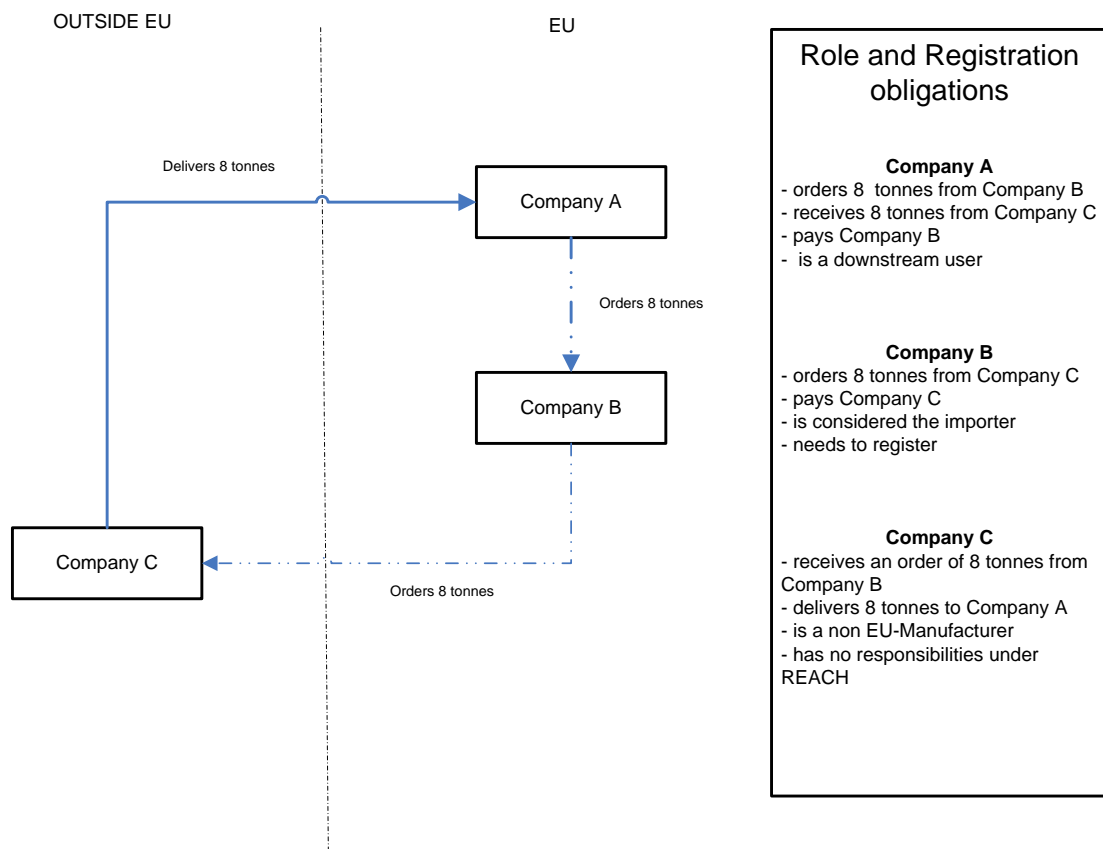 OUTSIDE EU
EU
Delivers 8 tonnes
Company A
Orders 8 tonnes
Company B
Company C
Orders 8 tonnes
Role and Registration
obligations
Company A
- orders 8 tonnes from Company B
- receives 8 tonnes from Company C
- pays Company B
- is a downstream user
Company B
- orders 8 tonnes from Company C
- pays Company C
- is considered the importer
- needs to register
Company C
- receives an order of 8 tonnes from
Company B
- delivers 8 tonnes to Company A
- is a non EU-Manufacturer
- has no responsibilities under
REACH